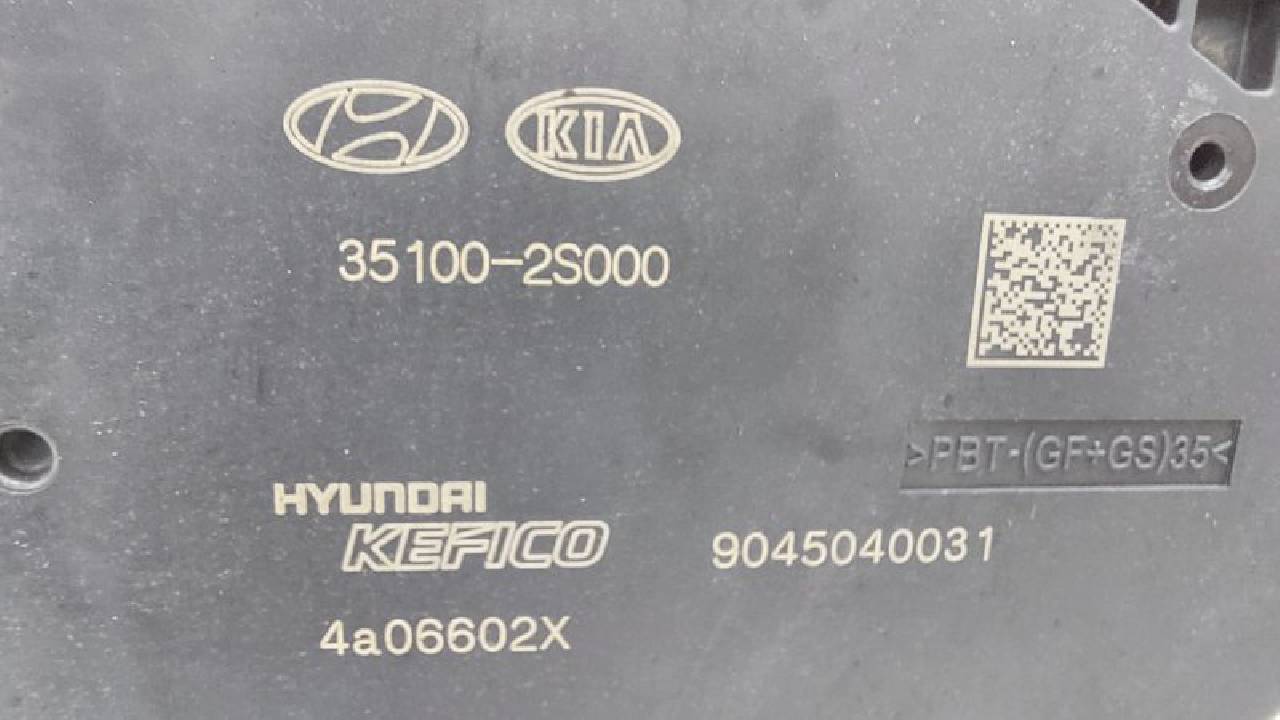 KIA
35100-2S000
>PBT-(GF+GS)35<
HYUNDAI
KEFICO
9045040031
4a06602X